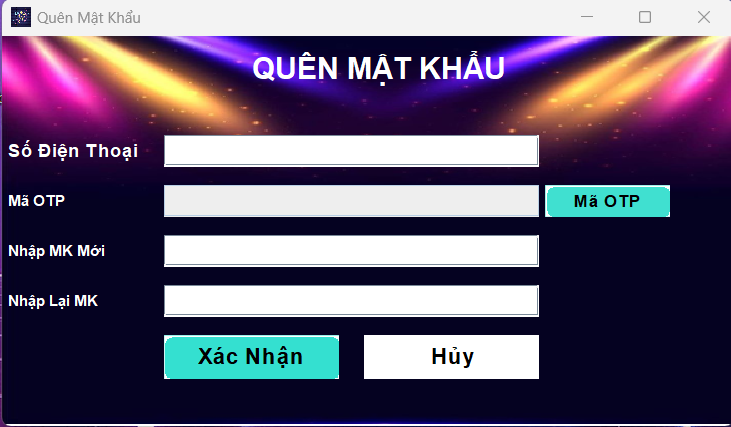 Quên Mật Khẩu
QUÊN MẬT KHẨU
Số Điện Thoại
Mã OTP
Mã OTP
Nhập MK Mới
Nhập Lại MK
Xác Nhận
Hủy